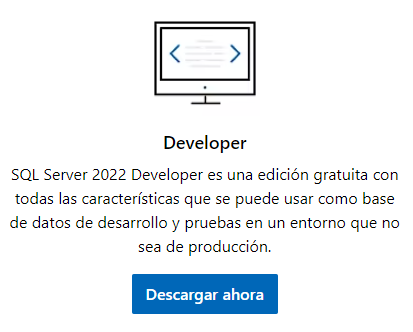 Developer
SQL Server 2022 Developer es una edición gratuita con
todas las características que se puede usar como base
de datos de desarrollo y pruebas en un entorno que no
sea de producción.
Descargar ahora